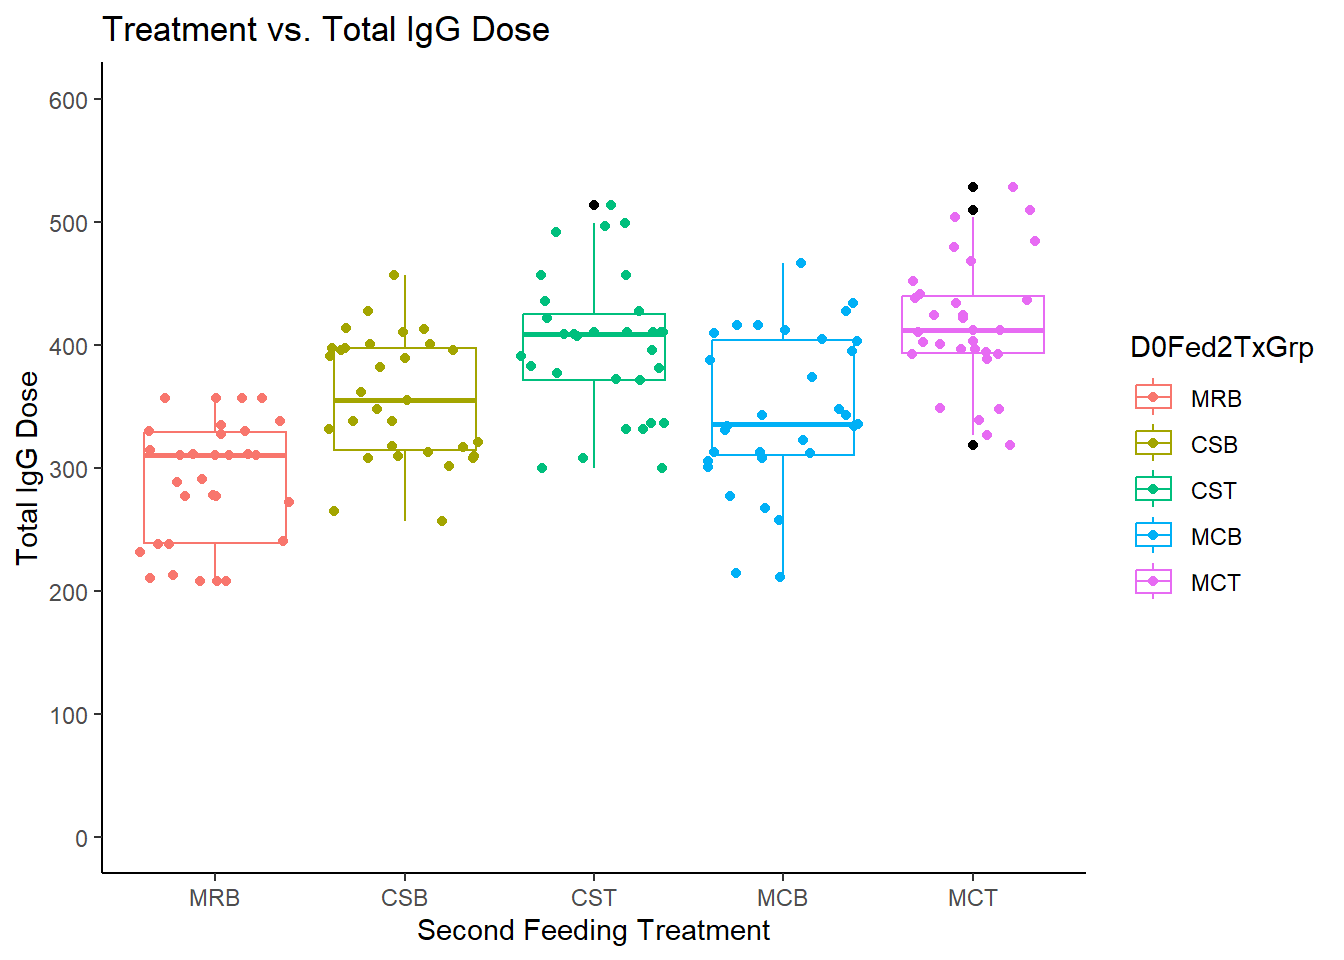 Treatment vs. Total IgG Dose
Total IgG Dose
600
500
400
300
200
100
0
MRB CSB CST MCB MCT
Second Feeding Treatment
D0Fed2TxGrp
MRB
CSB
CST
MCB
MCT